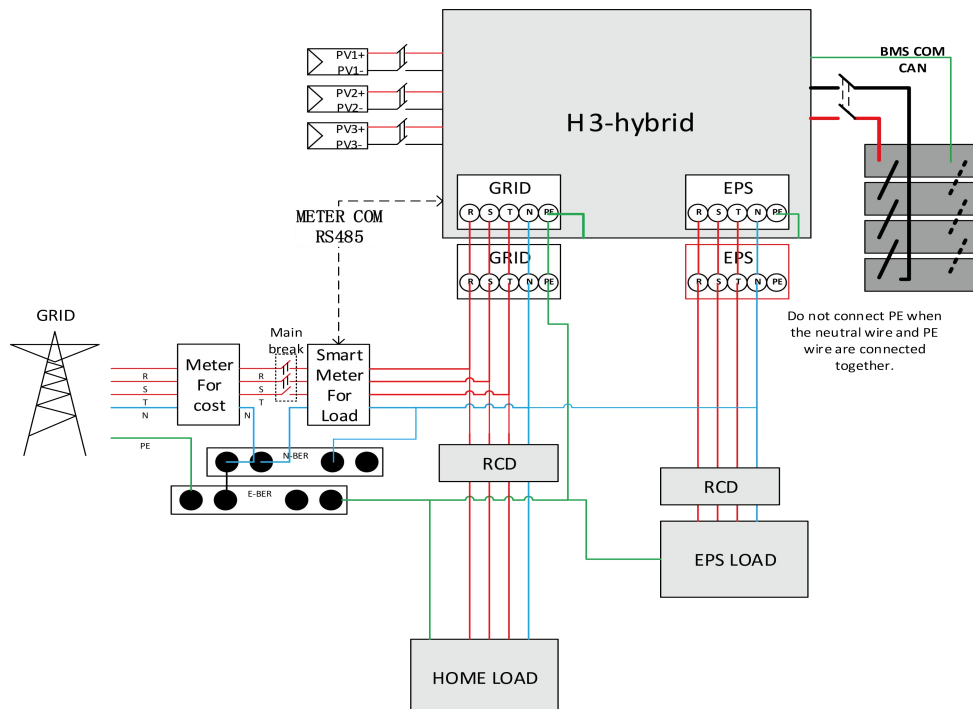 PV1+
PV1-
PV2+
PV2-
PV3+
PV3-
H3-hybrid
BMS COM
CAN
GRID
R S T N PE
EPS
R S T N PE
METER COM
RS485
GRID
R S T N PE
EPS
R S T N PE
Do not connect PE when
the neutral wire and PE
wire are connected
together.
GRID
R
S
T
N
PE
Meter
For
cost
Main
break
R
S
T
N
Smart
Meter
For
Load
N-BER
E-BER
RCD
RCD
EPS LOAD
HOME LOAD